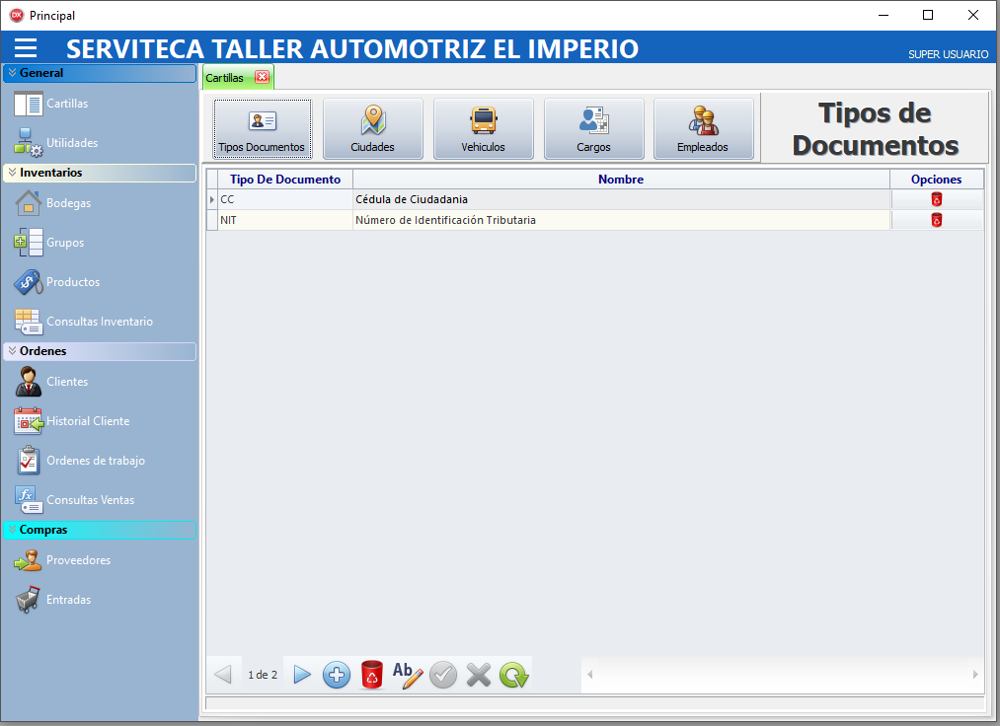 Principal
SERVITECA TALLER AUTOMOTRIZ EL IMPERIO
SUPER USUARIO
General
Cartillas
Utilidades
Inventarios
Bodegas
Grupos
Productos
Consultas Inventario
Ordenes
Clientes
Historial Cliente
Ordenes de trabajo
Consultas Ventas
Compras
Proveedores
Entradas
Cartillas
Tipos Documentos
Ciudades
Vehiculos
Cargos
Empleados
Tipos de
Documentos
Tipo De Documento Nombre Opciones
CC Cédula de Ciudadania
NIT Número de Identificación Tributaria
1 de 2
Ab